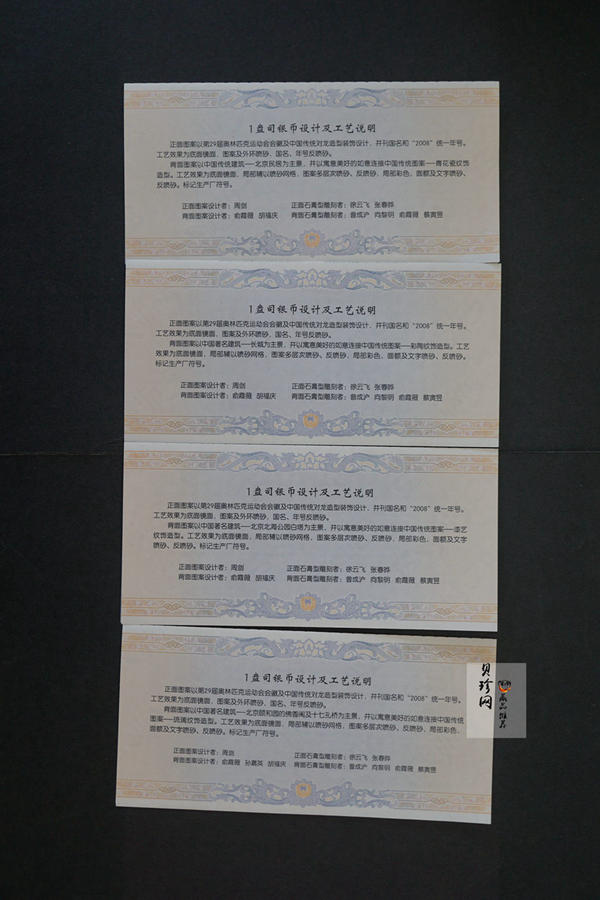 1盎司银币设计及工艺说明
正面图案以第29届奥林匹克运动会会徽及中国传统对龙造型装饰设计，并刊国名和“2008”统一年号。
工艺效果为底面镜面，图案及外环喷砂，国名、年号反喷砂。
背面图案以中国传统建筑——北京民居为主景，并以寓意美好的如意连接中国传统图案——青花瓷纹饰
造型。工艺效果为底面镜面，局部辅以喷砂网格，图案多层次喷砂、反喷砂，局部彩色，面额及文字喷砂、
反喷砂。标记生产厂符号。
正面图案设计者：周剑 正面石膏型雕刻者：徐云飞 张春晔
背面图案设计者：俞霞薇 胡福庆 背面石膏型雕刻者：曾成沪 向黎明 俞霞薇 蔡寅昱
1盎司银币设计及工艺说明
正面图案以第29届奥林匹克运动会会徽及中国传统对龙造型装饰设计，并刊国名和“2008”统一年号。
工艺效果为底面镜面，图案及外环喷砂，国名、年号反喷砂。
背面图案以中国著名建筑——长城为主景，并以寓意美好的如意连接中国传统图案——彩陶纹饰造型。工艺
效果为底面镜面，局部辅以喷砂网格，图案多层次喷砂、反喷砂，局部彩色，面额及文字喷砂、反喷砂。
标记生产厂符号。
正面图案设计者：周剑 正面石膏型雕刻者：徐云飞 张春晔
背面图案设计者：俞霞薇 胡福庆 背面石膏型雕刻者：曾成沪 向黎明 俞霞薇 蔡寅昱
1盎司银币设计及工艺说明
正面图案以第29届奥林匹克运动会会徽及中国传统对龙造型装饰设计，并刊国名和“2008”统一年号。
工艺效果为底面镜面，图案及外环喷砂，国名、年号反喷砂。
背面图案以中国著名建筑——北京北海公园白塔为主景，并以寓意美好的如意连接中国传统图案——漆艺
纹饰造型。工艺效果为底面镜面，局部辅以喷砂网格，图案多层次喷砂、反喷砂，局部彩色，面额及文字
喷砂、反喷砂。标记生产厂符号。
正面图案设计者：周剑 正面石膏型雕刻者：徐云飞 张春晔
背面图案设计者：俞霞薇 胡福庆 背面石膏型雕刻者：曾成沪 向黎明 俞霞薇 蔡寅昱
1盎司银币设计及工艺说明
正面图案以第29届奥林匹克运动会会徽及中国传统对龙造型装饰设计，并刊国名和“2008”统一年号。
工艺效果为底面镜面，图案及外环喷砂，国名、年号反喷砂。
背面图案以中国著名建筑——北京颐和园的佛香阁及十七孔桥为主景，并以寓意美好的如意连接中国传统
图案——琉璃纹饰造型。工艺效果为底面镜面，局部辅以喷砂网格，图案多层次喷砂、反喷砂，局部彩色，
面额及文字喷砂、反喷砂。标记生产厂符号。
正面图案设计者：周剑 正面石膏型雕刻者：徐云飞 张春晔
背面图案设计者：俞霞薇 孙嘉英 胡福庆 背面石膏型雕刻者：曾成沪 向黎明 俞霞薇 蔡寅昱
贝珍网
藏品推荐